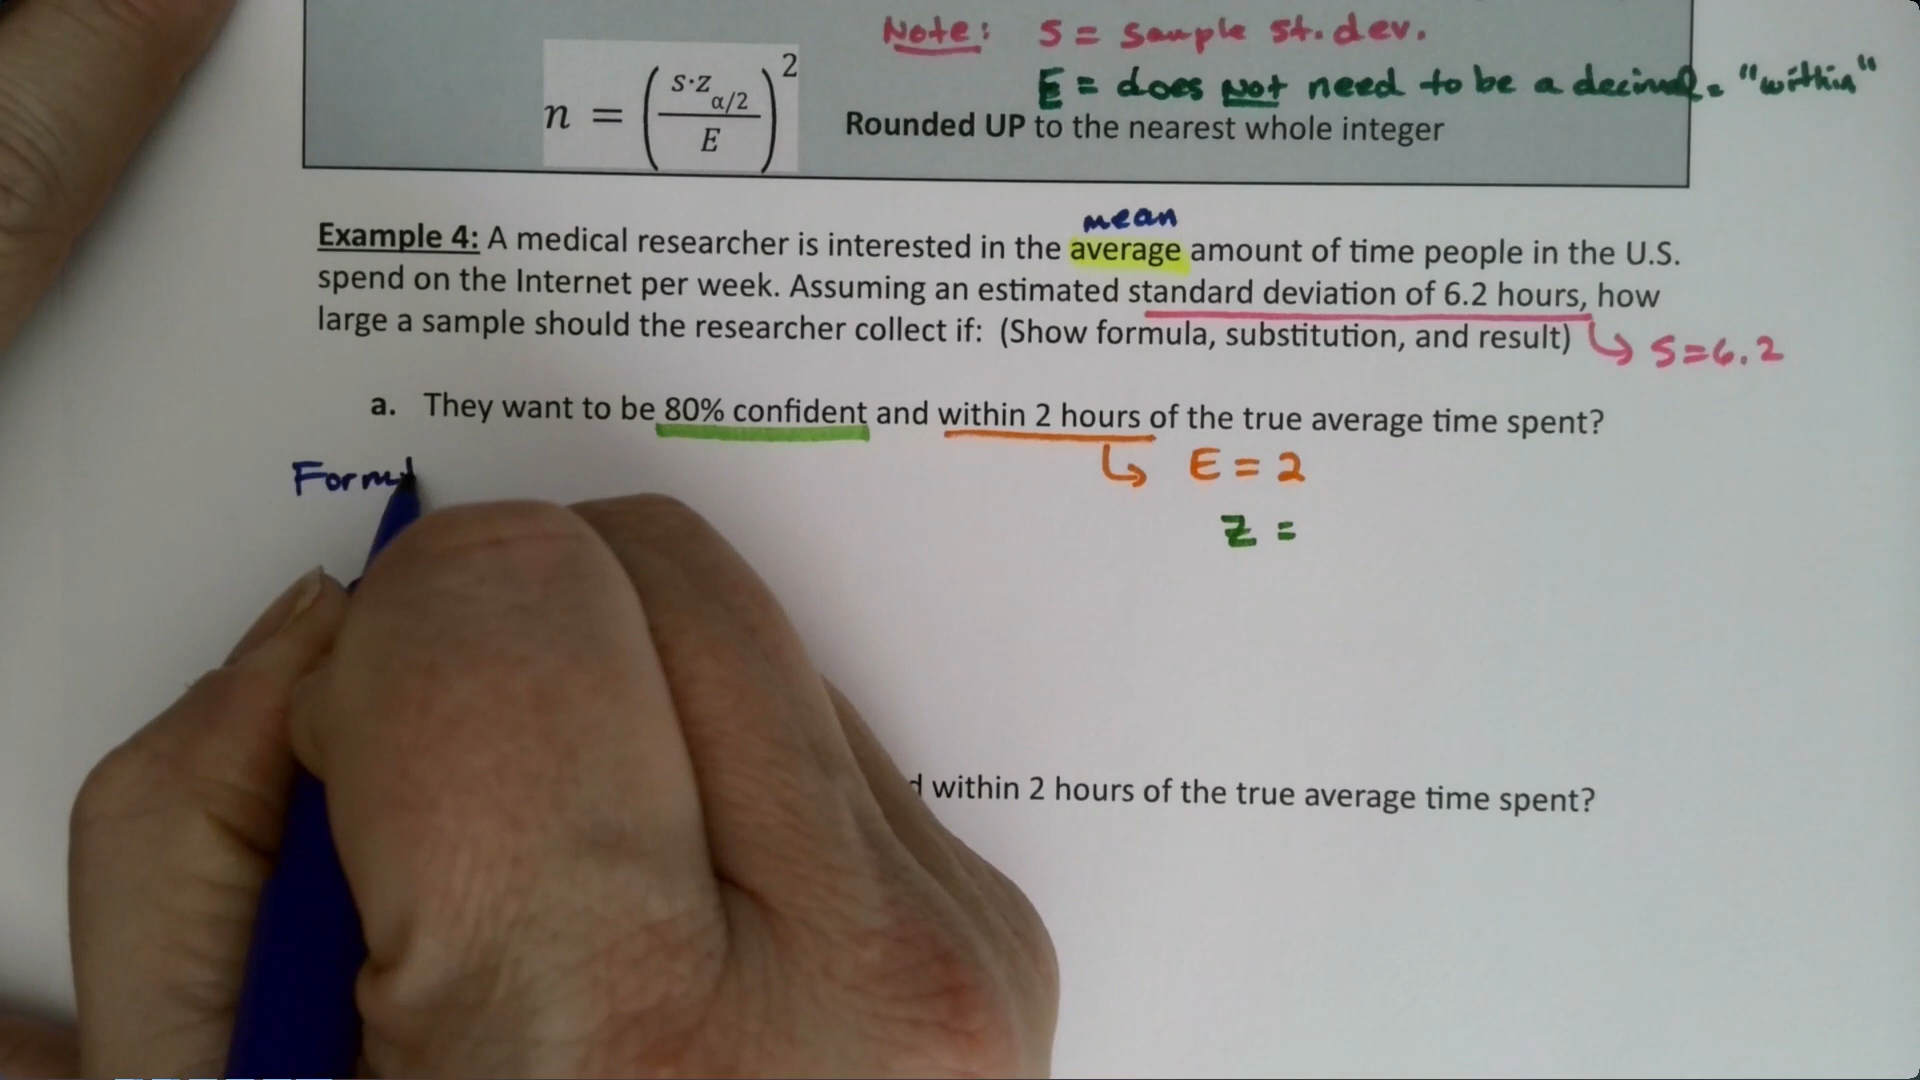 Note: S = sample st. dev.
E = does not need to be a decimal. "within"
n = (s·z α/2 / E)²
Rounded UP to the nearest whole integer
mean
Example 4: A medical researcher is interested in the average amount of time people in the U.S.
spend on the Internet per week. Assuming an estimated standard deviation of 6.2 hours, how
large a sample should the researcher collect if: (Show formula, substitution, and result)
S=6.2
a. They want to be 80% confident and within 2 hours of the true average time spent?
E = 2
Form
Z =
within 2 hours of the true average time spent?